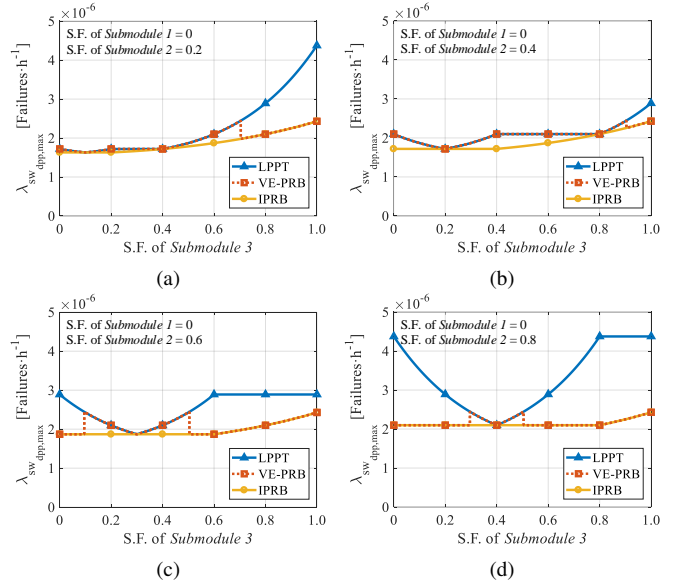 ×10⁻⁶
S.F. of Submodule 1 = 0
S.F. of Submodule 2 = 0.2
λ_sw dpp,max [Failures·h⁻¹]
6
5
4
3
2
1
0
LPPT
VE-PRB
IPRB
0 0.2 0.4 0.6 0.8 1.0
S.F. of Submodule 3
(a)
×10⁻⁶
S.F. of Submodule 1 = 0
S.F. of Submodule 2 = 0.4
λ_sw dpp,max [Failures·h⁻¹]
5
4
3
2
1
0
LPPT
VE-PRB
IPRB
0 0.2 0.4 0.6 0.8 1.0
S.F. of Submodule 3
(b)
×10⁻⁶
S.F. of Submodule 1 = 0
S.F. of Submodule 2 = 0.6
λ_sw dpp,max [Failures·h⁻¹]
5
4
3
2
1
0
LPPT
VE-PRB
IPRB
0 0.2 0.4 0.6 0.8 1.0
S.F. of Submodule 3
(c)
×10⁻⁶
S.F. of Submodule 1 = 0
S.F. of Submodule 2 = 0.8
λ_sw dpp,max [Failures·h⁻¹]
5
4
3
2
1
0
LPPT
VE-PRB
IPRB
0 0.2 0.4 0.6 0.8 1.0
S.F. of Submodule 3
(d)